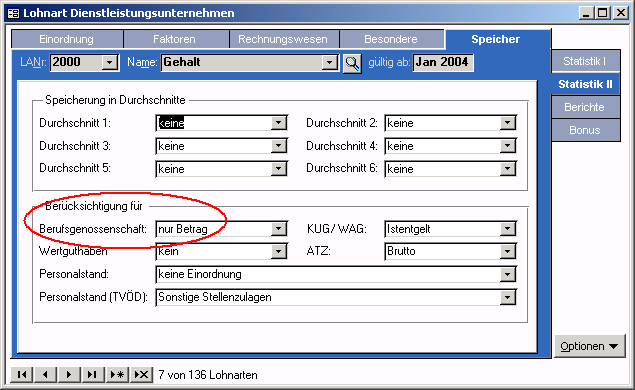 Lohnart Dienstleistungsunternehmen
Einordnung Faktoren Rechnungswesen Besondere Speicher
LANr: 2000 Name: Gehalt gültig ab: Jan 2004
Statistik I
Statistik II
Berichte
Bonus
Speicherung in Durchschnitte
Durchschnitt 1: keine Durchschnitt 2: keine
Durchschnitt 3: keine Durchschnitt 4: keine
Durchschnitt 5: keine Durchschnitt 6: keine
Berücksichtigung für
Berufsgenossenschaft: nur Betrag KUG/ WAG: Istentgelt
Wertguthaben kein ATZ: Brutto
Personalstand: keine Einordnung
Personalstand (TVÖD): Sonstige Stellenzulagen
Optionen
7 von 136 Lohnarten